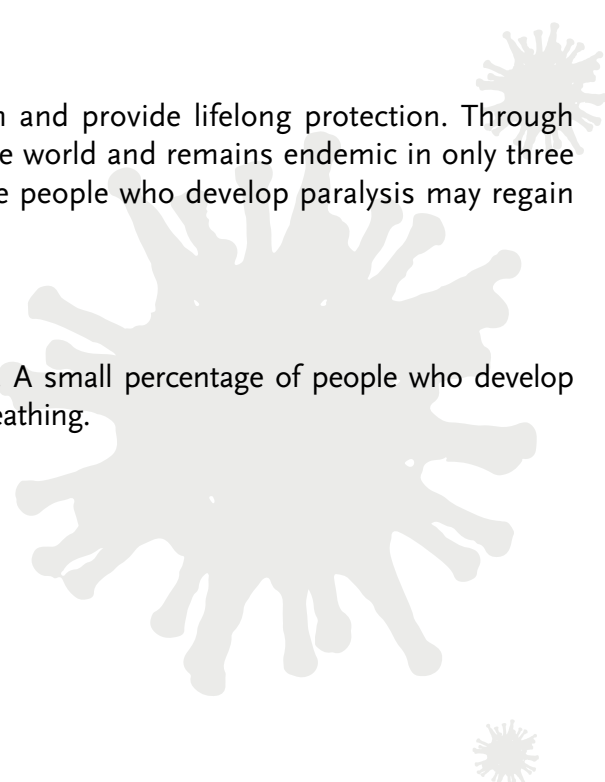 and provide lifelong protection. Through
world and remains endemic in only three
people who develop paralysis may regain
A small percentage of people who develop
eathing.